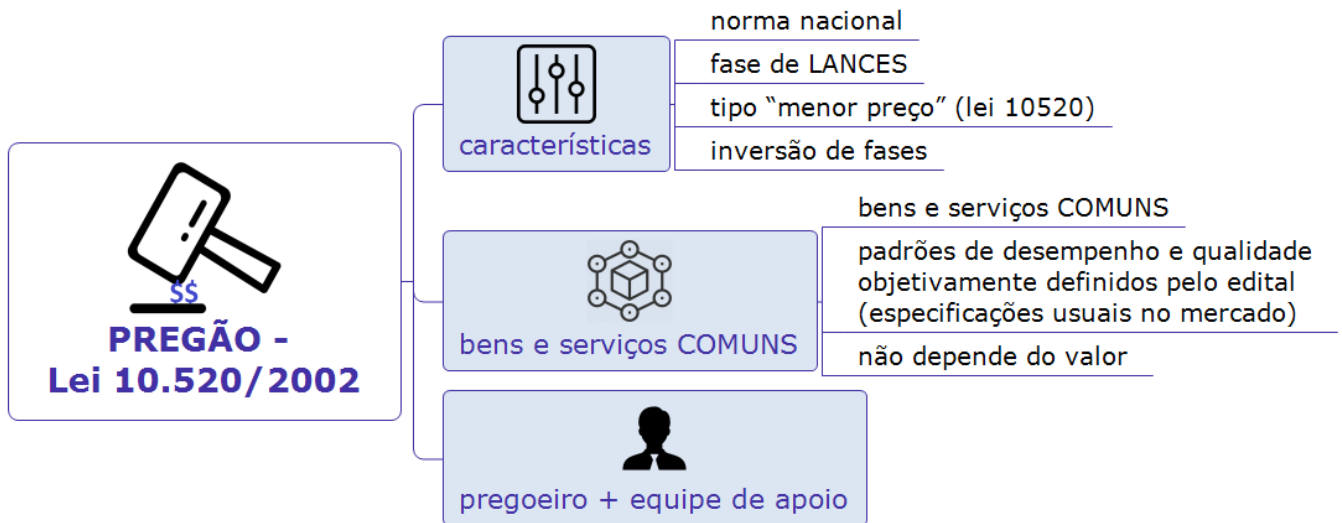 PREGÃO -
Lei 10.520/2002
$$
características
norma nacional
fase de LANCES
tipo “menor preço” (lei 10520)
inversão de fases
bens e serviços COMUNS
bens e serviços COMUNS
padrões de desempenho e qualidade
objetivamente definidos pelo edital
(especificações usuais no mercado)
não depende do valor
pregoeiro + equipe de apoio